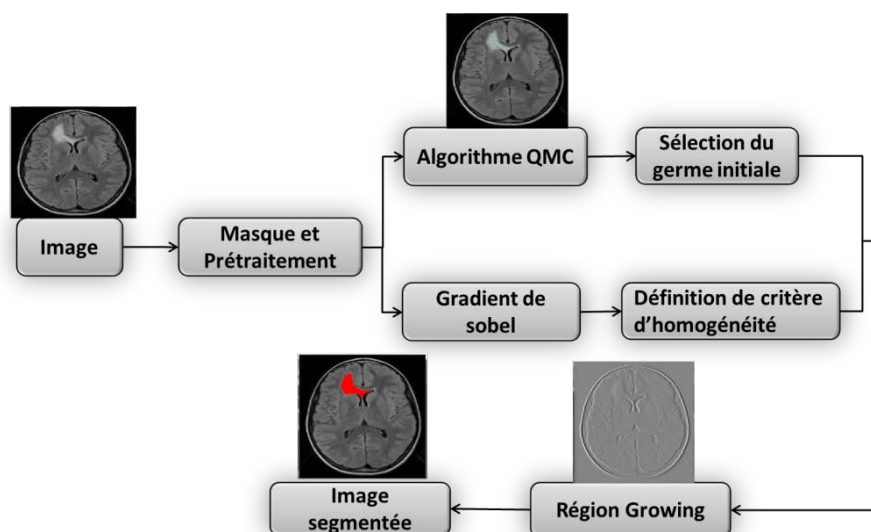 Image
Masque et
Prétraitement
Algorithme QMC
Sélection du
germe initiale
Gradient de
sobel
Définition de critère
d'homogénéité
Région Growing
Image
segmentée